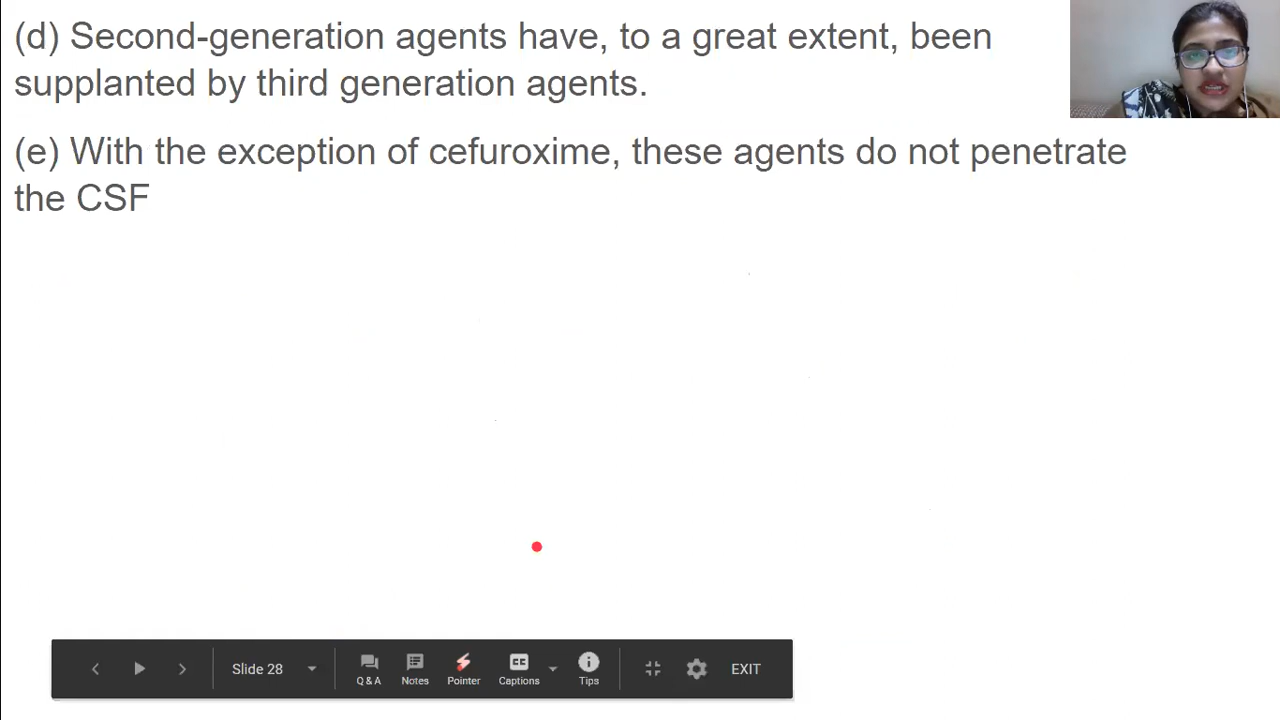 (d) Second-generation agents have, to a great extent, been
supplanted by third generation agents.
(e) With the exception of cefuroxime, these agents do not penetrate
the CSF
Slide 28
Q & A
Notes
Pointer
CC
Captions
Tips
EXIT